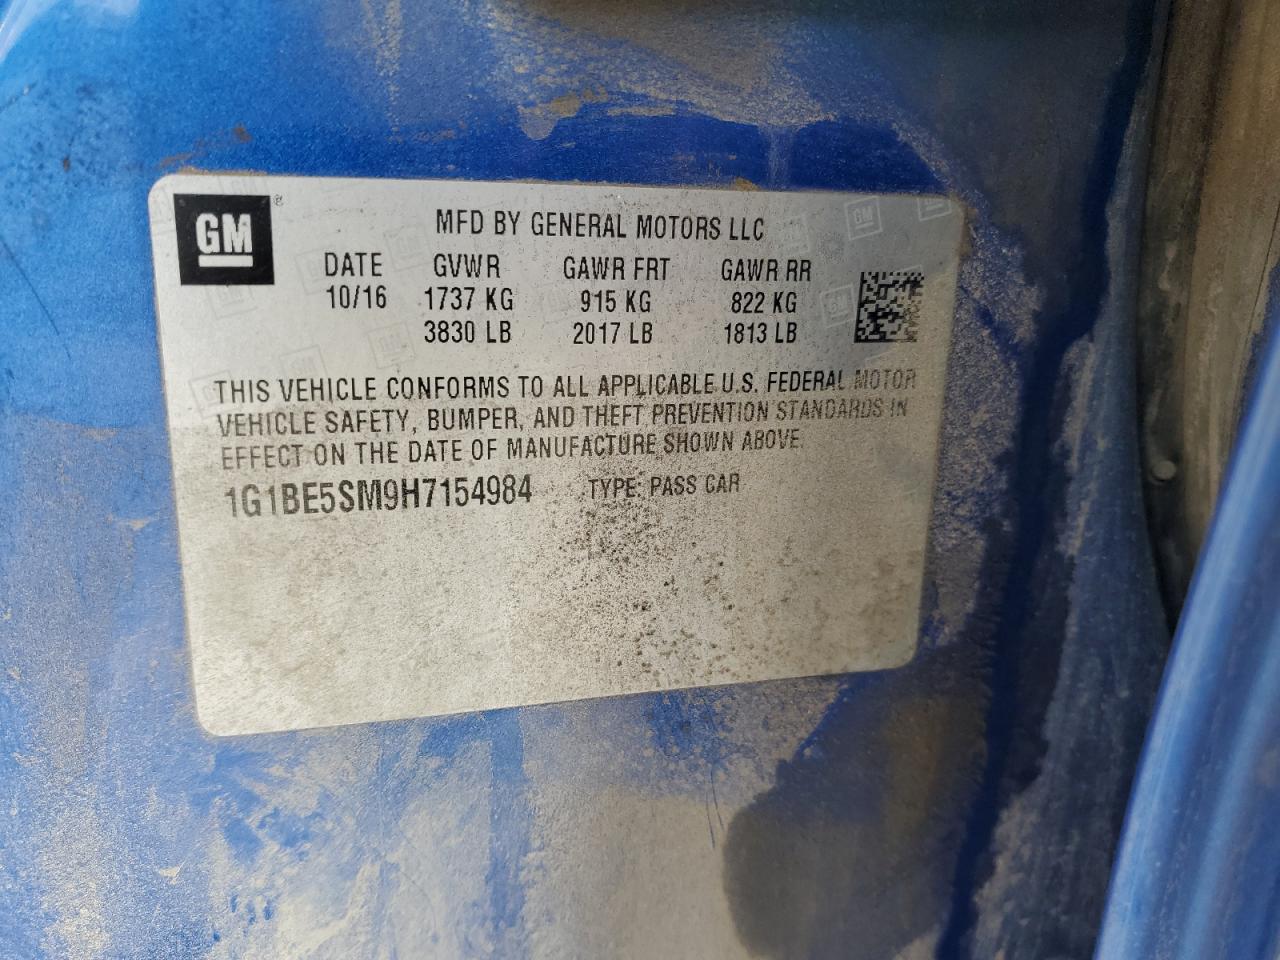 GM
MFD BY GENERAL MOTORS LLC
DATE GVWR GAWR FRT GAWR RR
10/16 1737 KG 915 KG 822 KG
3830 LB 2017 LB 1813 LB
THIS VEHICLE CONFORMS TO ALL APPLICABLE U.S. FEDERAL MOTOR
VEHICLE SAFETY, BUMPER, AND THEFT PREVENTION STANDARDS IN
EFFECT ON THE DATE OF MANUFACTURE SHOWN ABOVE.
1G1BE5SM9H7154984 TYPE: PASS CAR